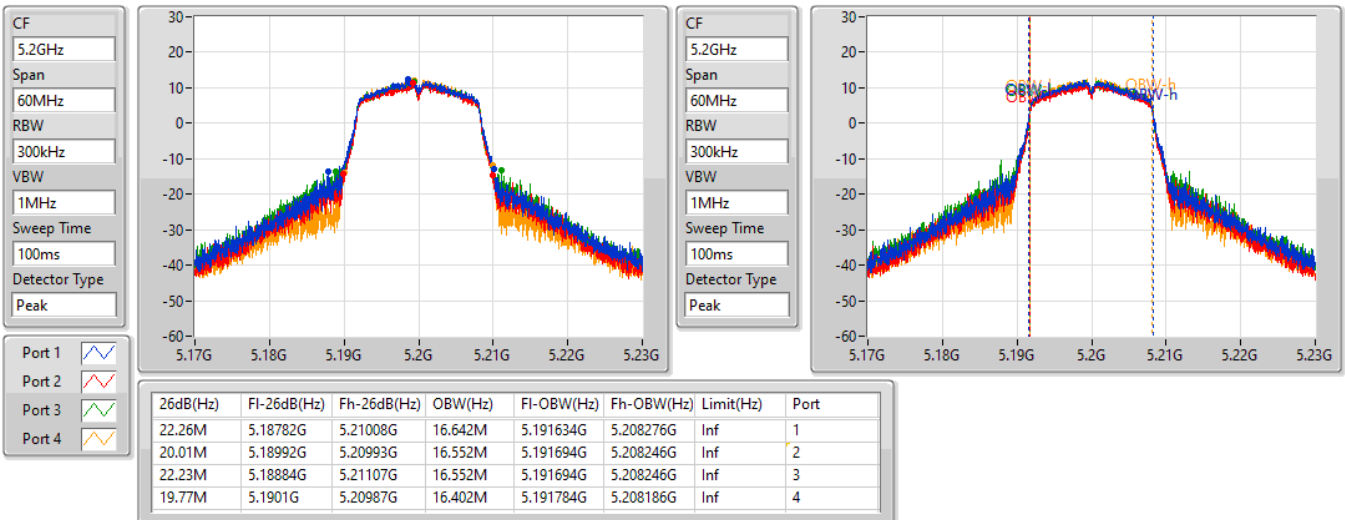 CF
5.2GHz
Span
60MHz
RBW
300kHz
VBW
1MHz
Sweep Time
100ms
Detector Type
Peak
30
20
10
0
-10
-20
-30
-40
-50
-60
5.17G 5.18G 5.19G 5.2G 5.21G 5.22G 5.23G
CF
5.2GHz
Span
60MHz
RBW
300kHz
VBW
1MHz
Sweep Time
100ms
Detector Type
Peak
30
20
10
0
-10
-20
-30
-40
-50
-60
OBW-h
5.17G 5.18G 5.19G 5.2G 5.21G 5.22G 5.23G
Port 1
Port 2
Port 3
Port 4
26dB(Hz) Fl-26dB(Hz) Fh-26dB(Hz) OBW(Hz) Fl-OBW(Hz) Fh-OBW(Hz) Limit(Hz) Port
22.26M 5.18782G 5.21008G 16.642M 5.191634G 5.208276G Inf 1
20.01M 5.18992G 5.20993G 16.552M 5.191694G 5.208246G Inf 2
22.23M 5.18884G 5.21107G 16.552M 5.191694G 5.208246G Inf 3
19.77M 5.1901G 5.20987G 16.402M 5.191784G 5.208186G Inf 4